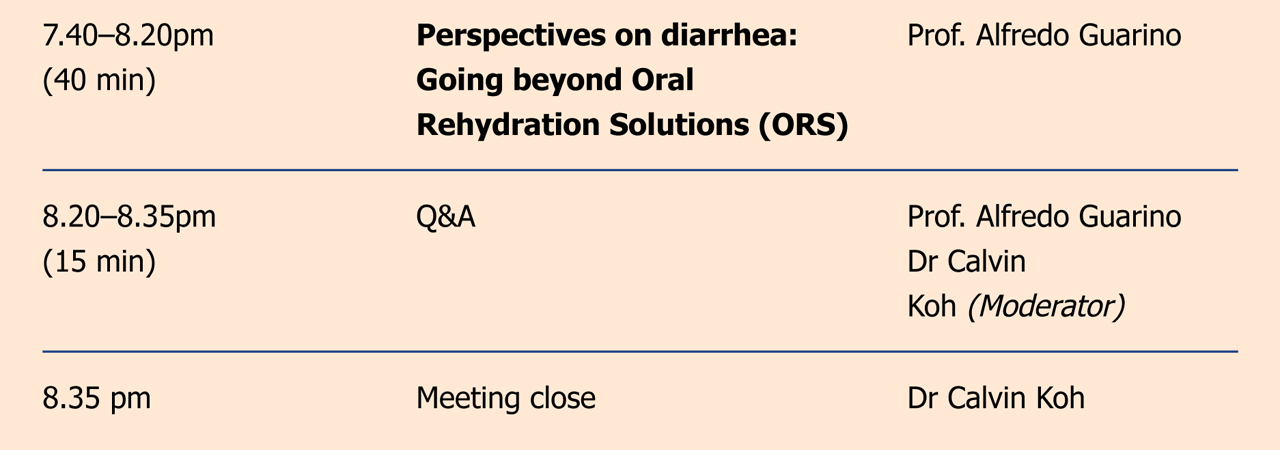 7.40–8.20pm
(40 min)
Perspectives on diarrhea:
Going beyond Oral
Rehydration Solutions (ORS)
Prof. Alfredo Guarino
8.20–8.35pm
(15 min)
Q&A
Prof. Alfredo Guarino
Dr Calvin
Koh (Moderator)
8.35 pm
Meeting close
Dr Calvin Koh